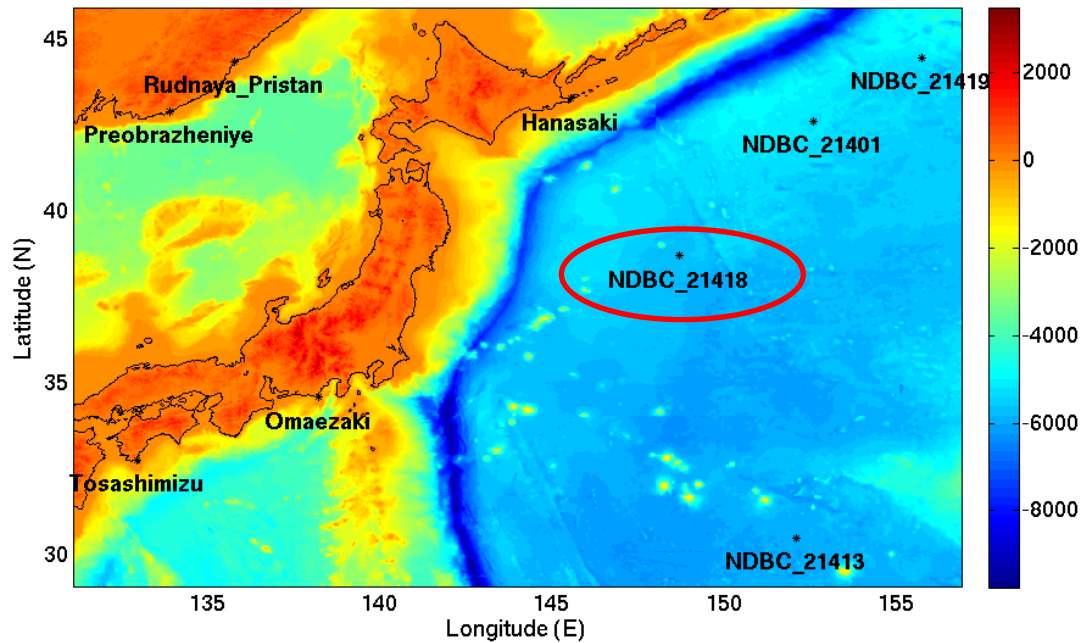 45
40
35
30
Latitude (N)
135
140
145
150
155
Longitude (E)
Rudnaya_Pristan
Preobrazheniye
Hanasaki
NDBC_21419
NDBC_21401
NDBC_21418
Omaezaki
Tosashimizu
NDBC_21413
2000
0
-2000
-4000
-6000
-8000